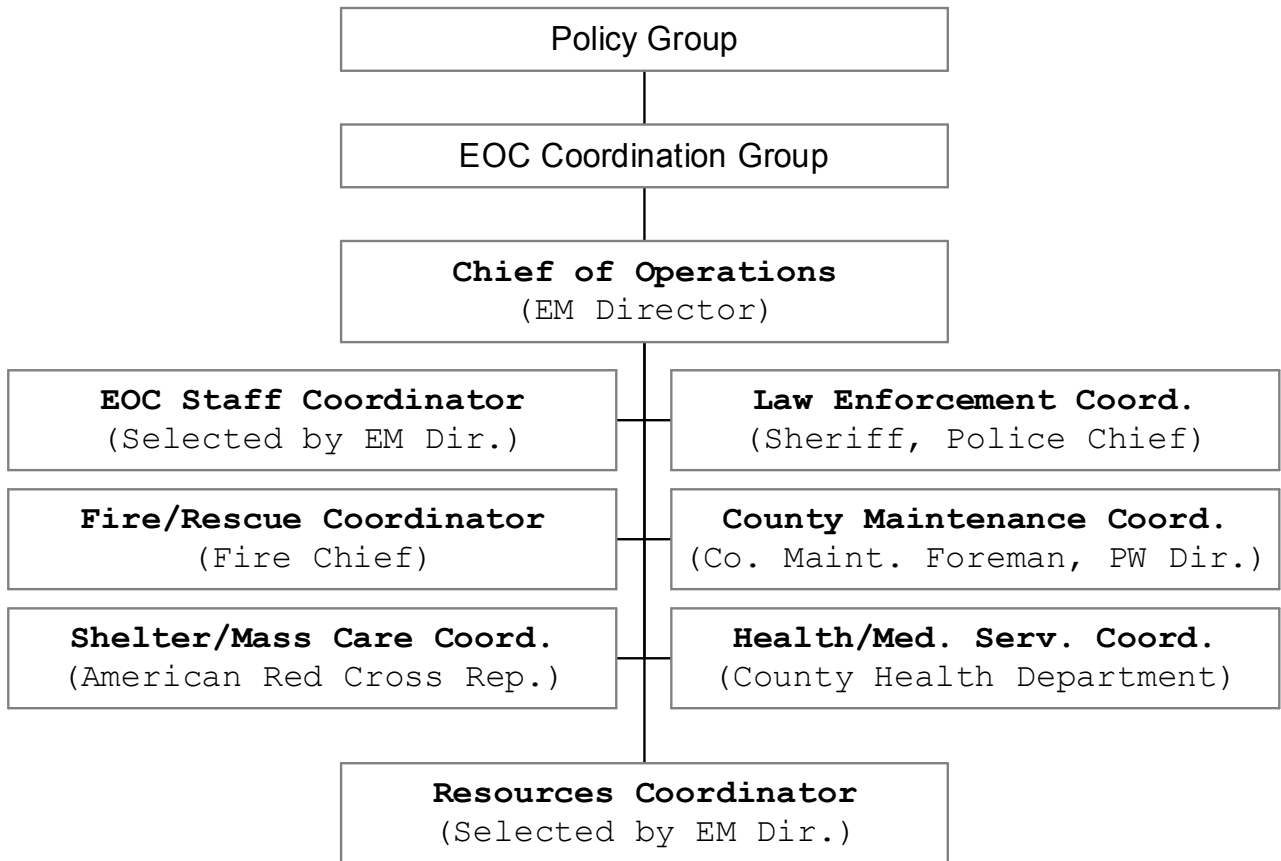 Policy Group
EOC Coordination Group
Chief of Operations
(EM Director)
EOC Staff Coordinator
(Selected by EM Dir.)
Law Enforcement Coord.
(Sheriff, Police Chief)
Fire/Rescue Coordinator
(Fire Chief)
County Maintenance Coord.
(Co. Maint. Foreman, PW Dir.)
Shelter/Mass Care Coord.
(American Red Cross Rep.)
Health/Med. Serv. Coord.
(County Health Department)
Resources Coordinator
(Selected by EM Dir.)